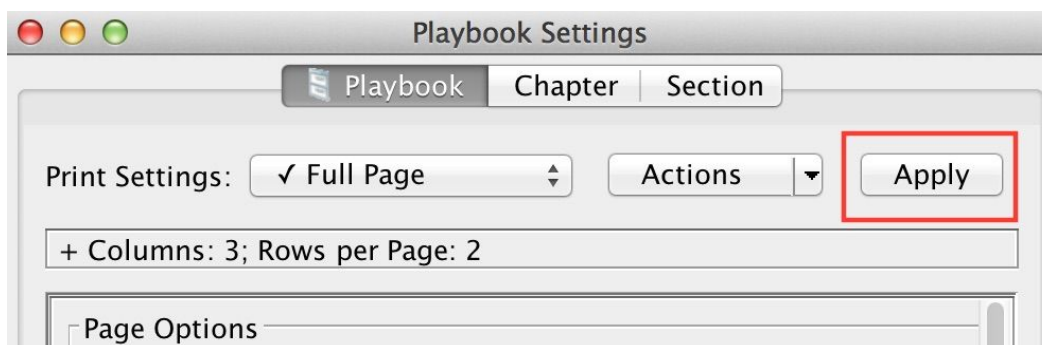 Playbook Settings
Playbook Chapter Section
Print Settings: ✓ Full Page Actions Apply
+ Columns: 3; Rows per Page: 2
Page Options